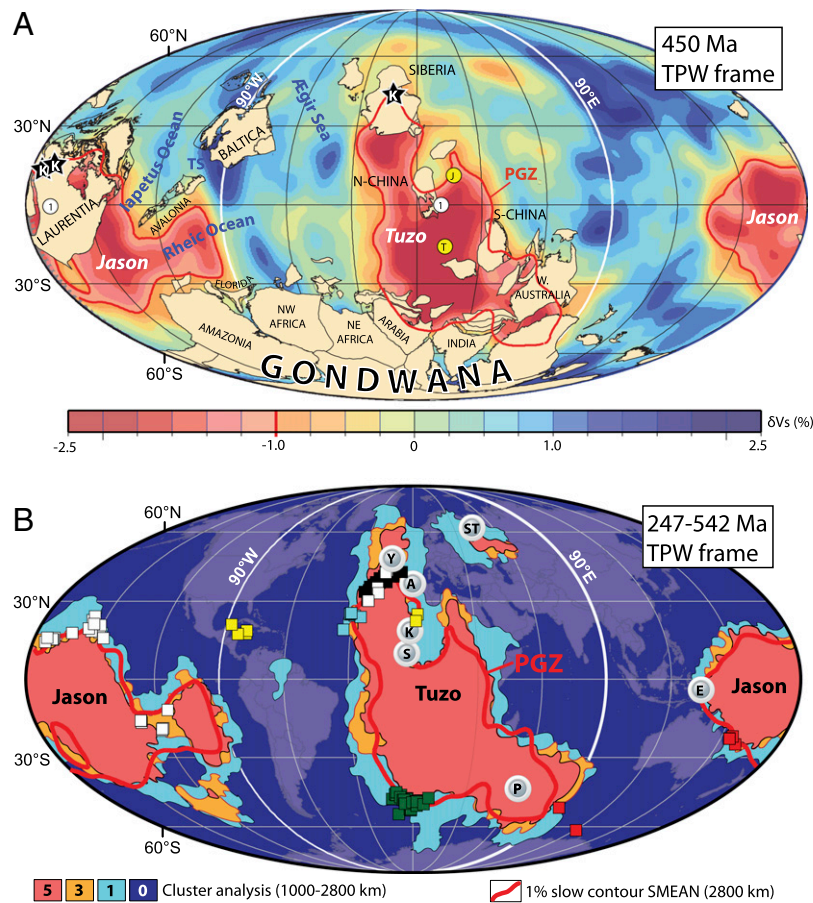 A
60°N
450 Ma
TPW frame
SIBERIA
90°W
Ægir Sea
90°E
30°N
Iapetus Ocean
BALTICA
TS
K
K K
N-CHINA
J
PGZ
1
LAURENTIA
AVALONIA
1
S-CHINA
Rheic Ocean
Tuzo
T
Jason
Jason
30°S
FLORIDA
W.
AUSTRALIA
NW
AFRICA
NE
AFRICA
ARABIA
INDIA
AMAZONIA
60°S
GONDWANA
δVs (%)
-2.5
-1.0
0
1.0
2.5
B
60°N
247-542 Ma
TPW frame
ST
90°W
Y
90°E
A
30°N
K
S
PGZ
Jason
Tuzo
E
Jason
30°S
P
60°S
5 3 1 0 Cluster analysis (1000-2800 km)
1% slow contour SMEAN (2800 km)